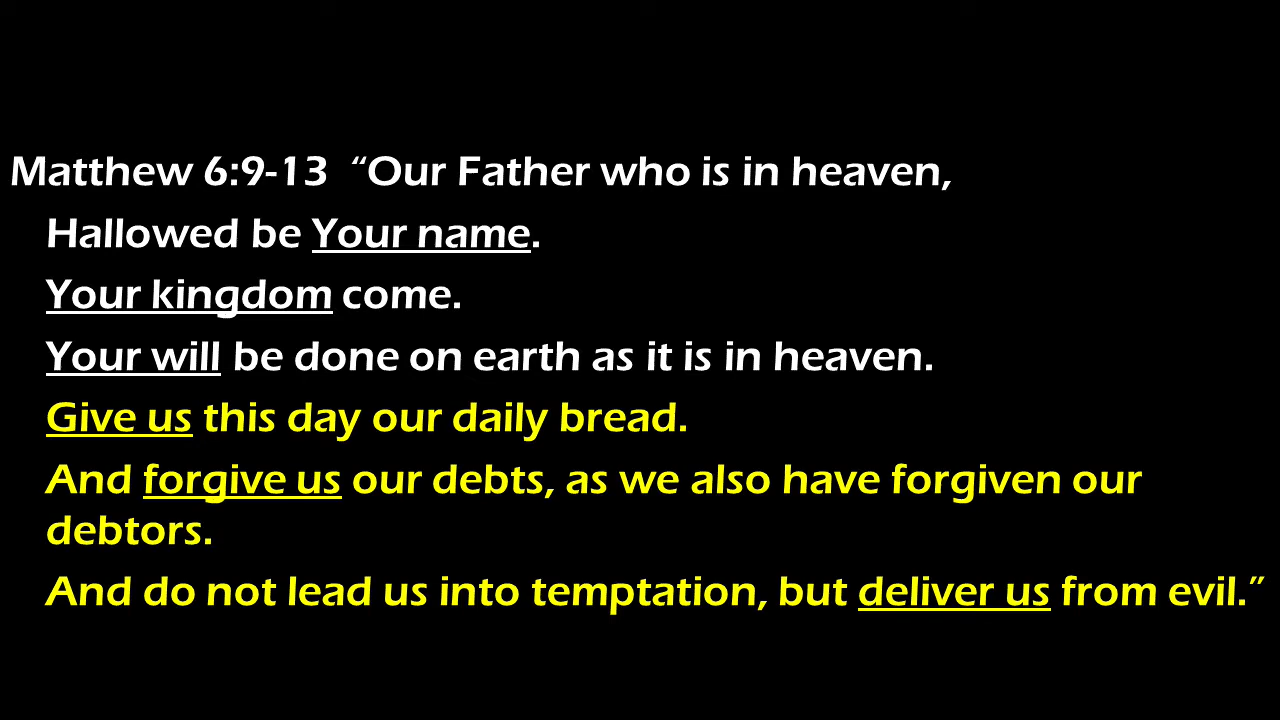 Matthew 6:9-13  “Our Father who is in heaven,
Hallowed be Your name.
Your kingdom come.
Your will be done on earth as it is in heaven.
Give us this day our daily bread.
And forgive us our debts, as we also have forgiven our
debtors.
And do not lead us into temptation, but deliver us from evil.”